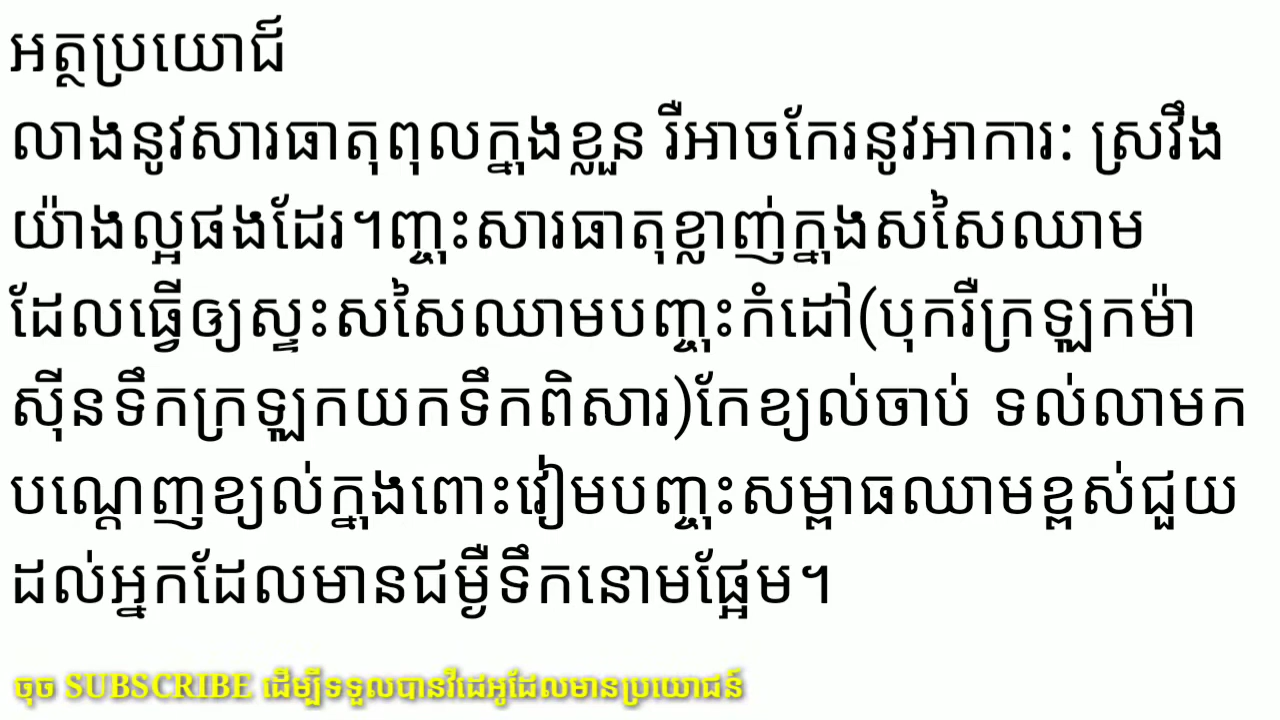 អត្ថប្រយោជ៍
លាងនូវសារធាតុពុលក្នុងខ្លួន រឺអាចកែរនូវអាការ: ស្រវឹង
យ៉ាងល្អផងដែរ។ញ្ចុះសារធាតុខ្លាញ់ក្នុងសសៃឈាម
ដែលធ្វើឲ្យស្ទះសសៃឈាមបញ្ចុះកំដៅ(បុករឺក្រឡុកម៉ា
ស៊ីនទឹកក្រឡុកយកទឹកពិសារ)កែខ្យល់ចាប់ ទល់លាមក
បណ្តេញខ្យល់ក្នុងពោះវៀមបញ្ចុះសម្ពាធឈាមខ្ពស់ជួយ
ដល់អ្នកដែលមានជម្ងឺទឹកនោមផ្អែម។
ចុច SUBSCRIBE ដើម្បីទទួលបានវីដេអូដែលមានប្រយោជន៍